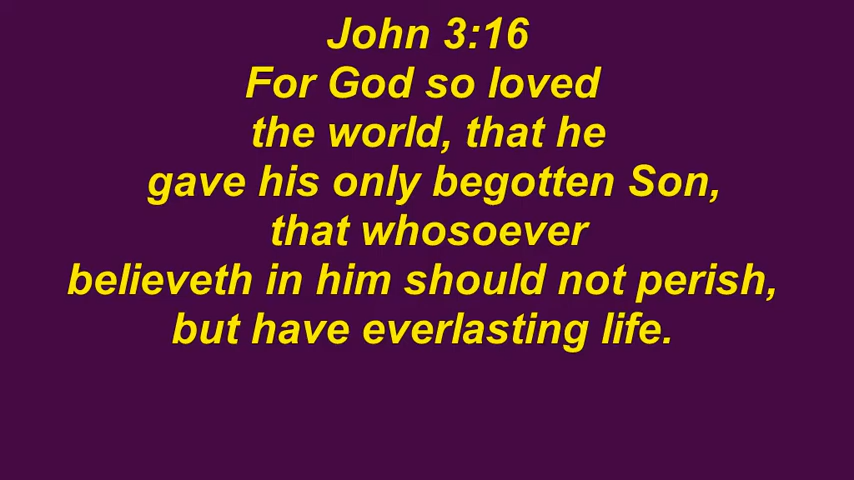 John 3:16
For God so loved
the world, that he
gave his only begotten Son,
that whosoever
believeth in him should not perish,
but have everlasting life.